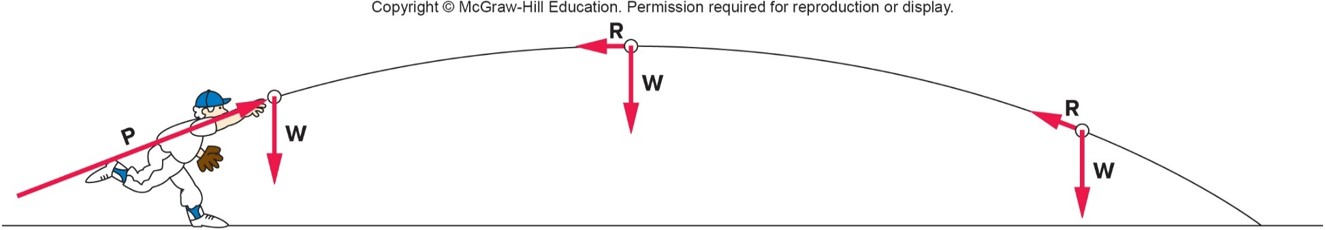 Copyright © McGraw-Hill Education. Permission required for reproduction or display.
R
W
P
W
R
W